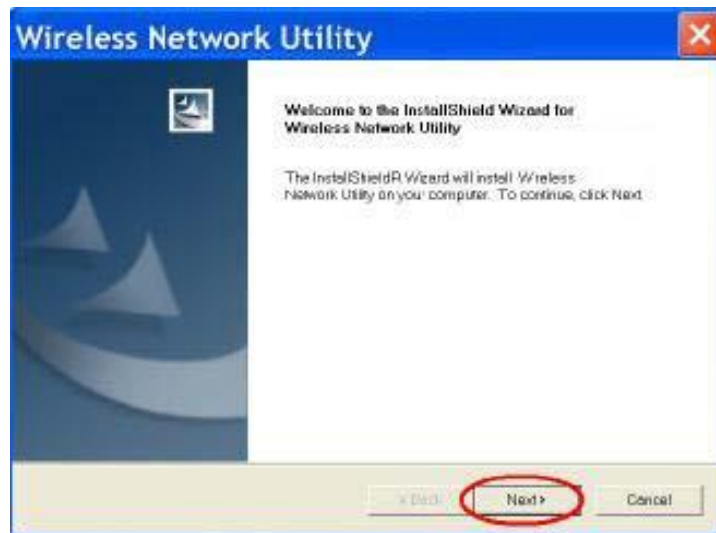 Wireless Network Utility
Welcome to the InstallShield Wizard for
Wireless Network Utility
The InstallShieldR Wizard will install Wireless
Network Utility on your computer. To continue, click Next
< Back
Next >
Cancel